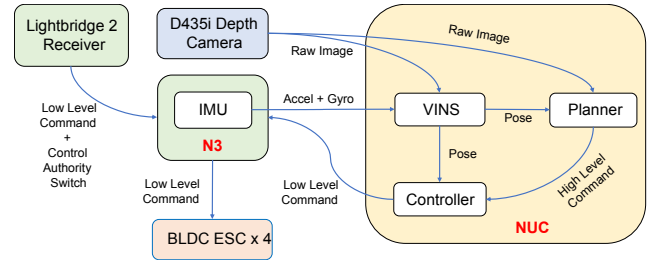 Lightbridge 2
Receiver
D435i Depth
Camera
Raw Image
Raw Image
IMU
N3
Accel + Gyro
VINS
Pose
Planner
Low Level
Command
+
Control
Authority
Switch
Pose
Low Level
Command
Low Level
Command
High Level
Command
Controller
NUC
BLDC ESC x 4